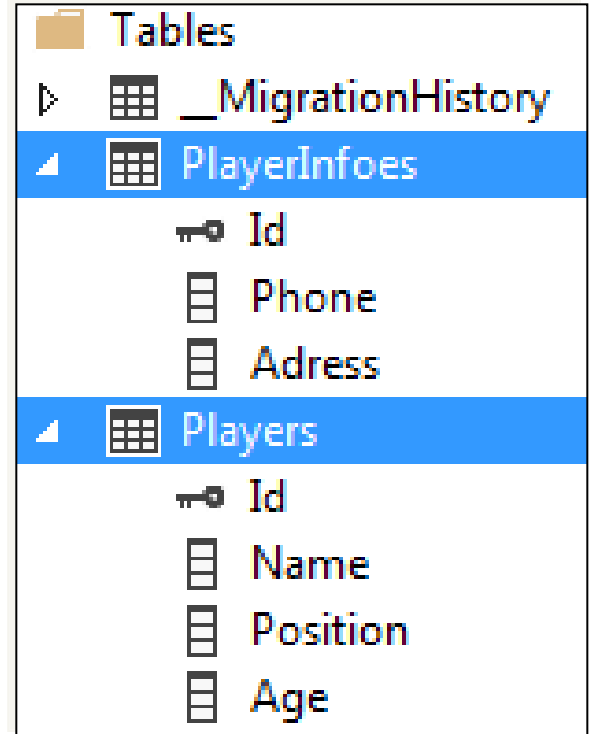 Tables
__MigrationHistory
PlayerInfoes
Id
Phone
Adress
Players
Id
Name
Position
Age